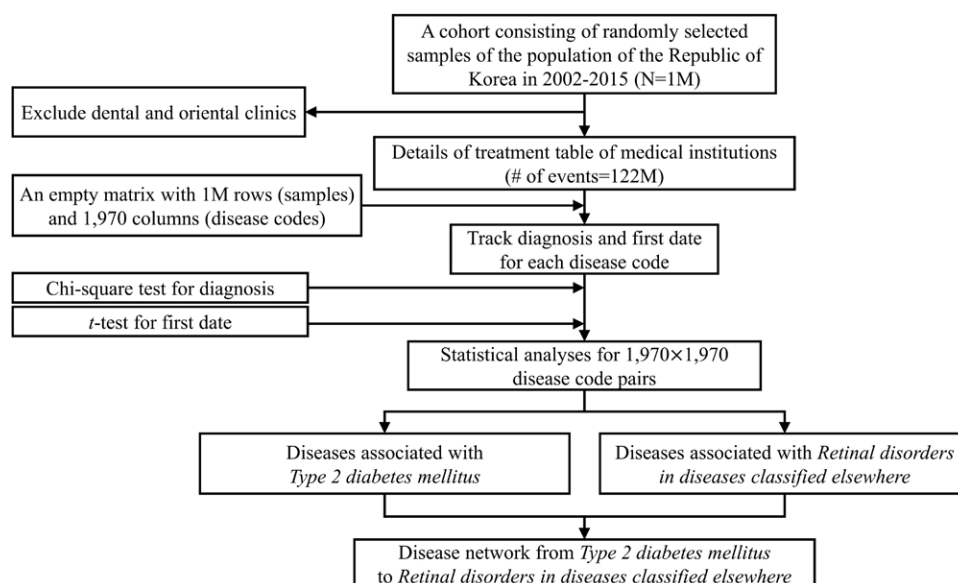 A cohort consisting of randomly selected
samples of the population of the Republic of
Korea in 2002-2015 (N=1M)
Exclude dental and oriental clinics
Details of treatment table of medical institutions
(# of events=122M)
An empty matrix with 1M rows (samples)
and 1,970 columns (disease codes)
Track diagnosis and first date
for each disease code
Chi-square test for diagnosis
t-test for first date
Statistical analyses for 1,970×1,970
disease code pairs
Diseases associated with
Type 2 diabetes mellitus
Diseases associated with Retinal disorders
in diseases classified elsewhere
Disease network from Type 2 diabetes mellitus
to Retinal disorders in diseases classified elsewhere